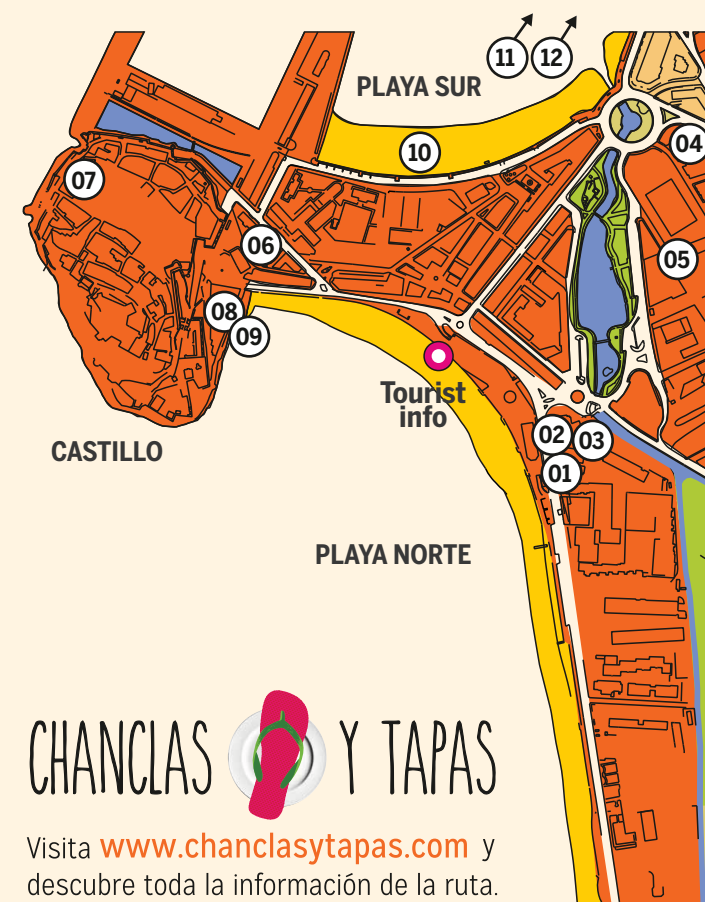 11 12
PLAYA SUR
10
04
07
06
05
08
09
Tourist
info
02 03
CASTILLO
01
PLAYA NORTE
CHANCLAS Y TAPAS
Visita www.chanclasytapas.com y
descubre toda la información de la ruta.